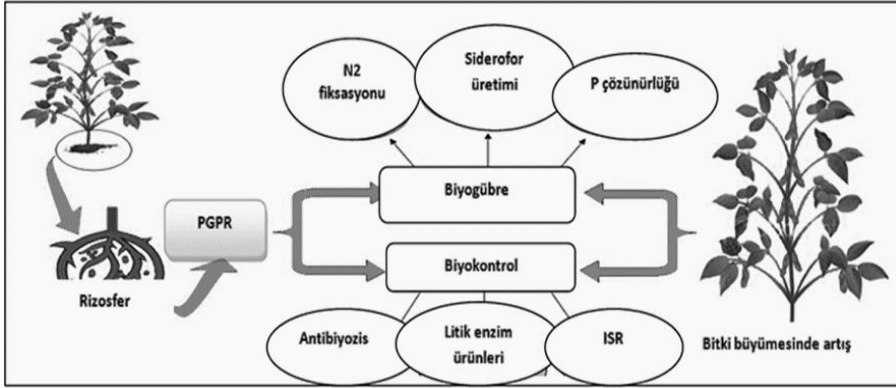 N2
fiksasyonu
Siderofor
üretimi
P çözünürlüğü
Biyogübre
PGPR
Biyokontrol
Rizosfer
Antibiyozis
Litik enzim
ürünleri
ISR
Bitki büyümesinde artış